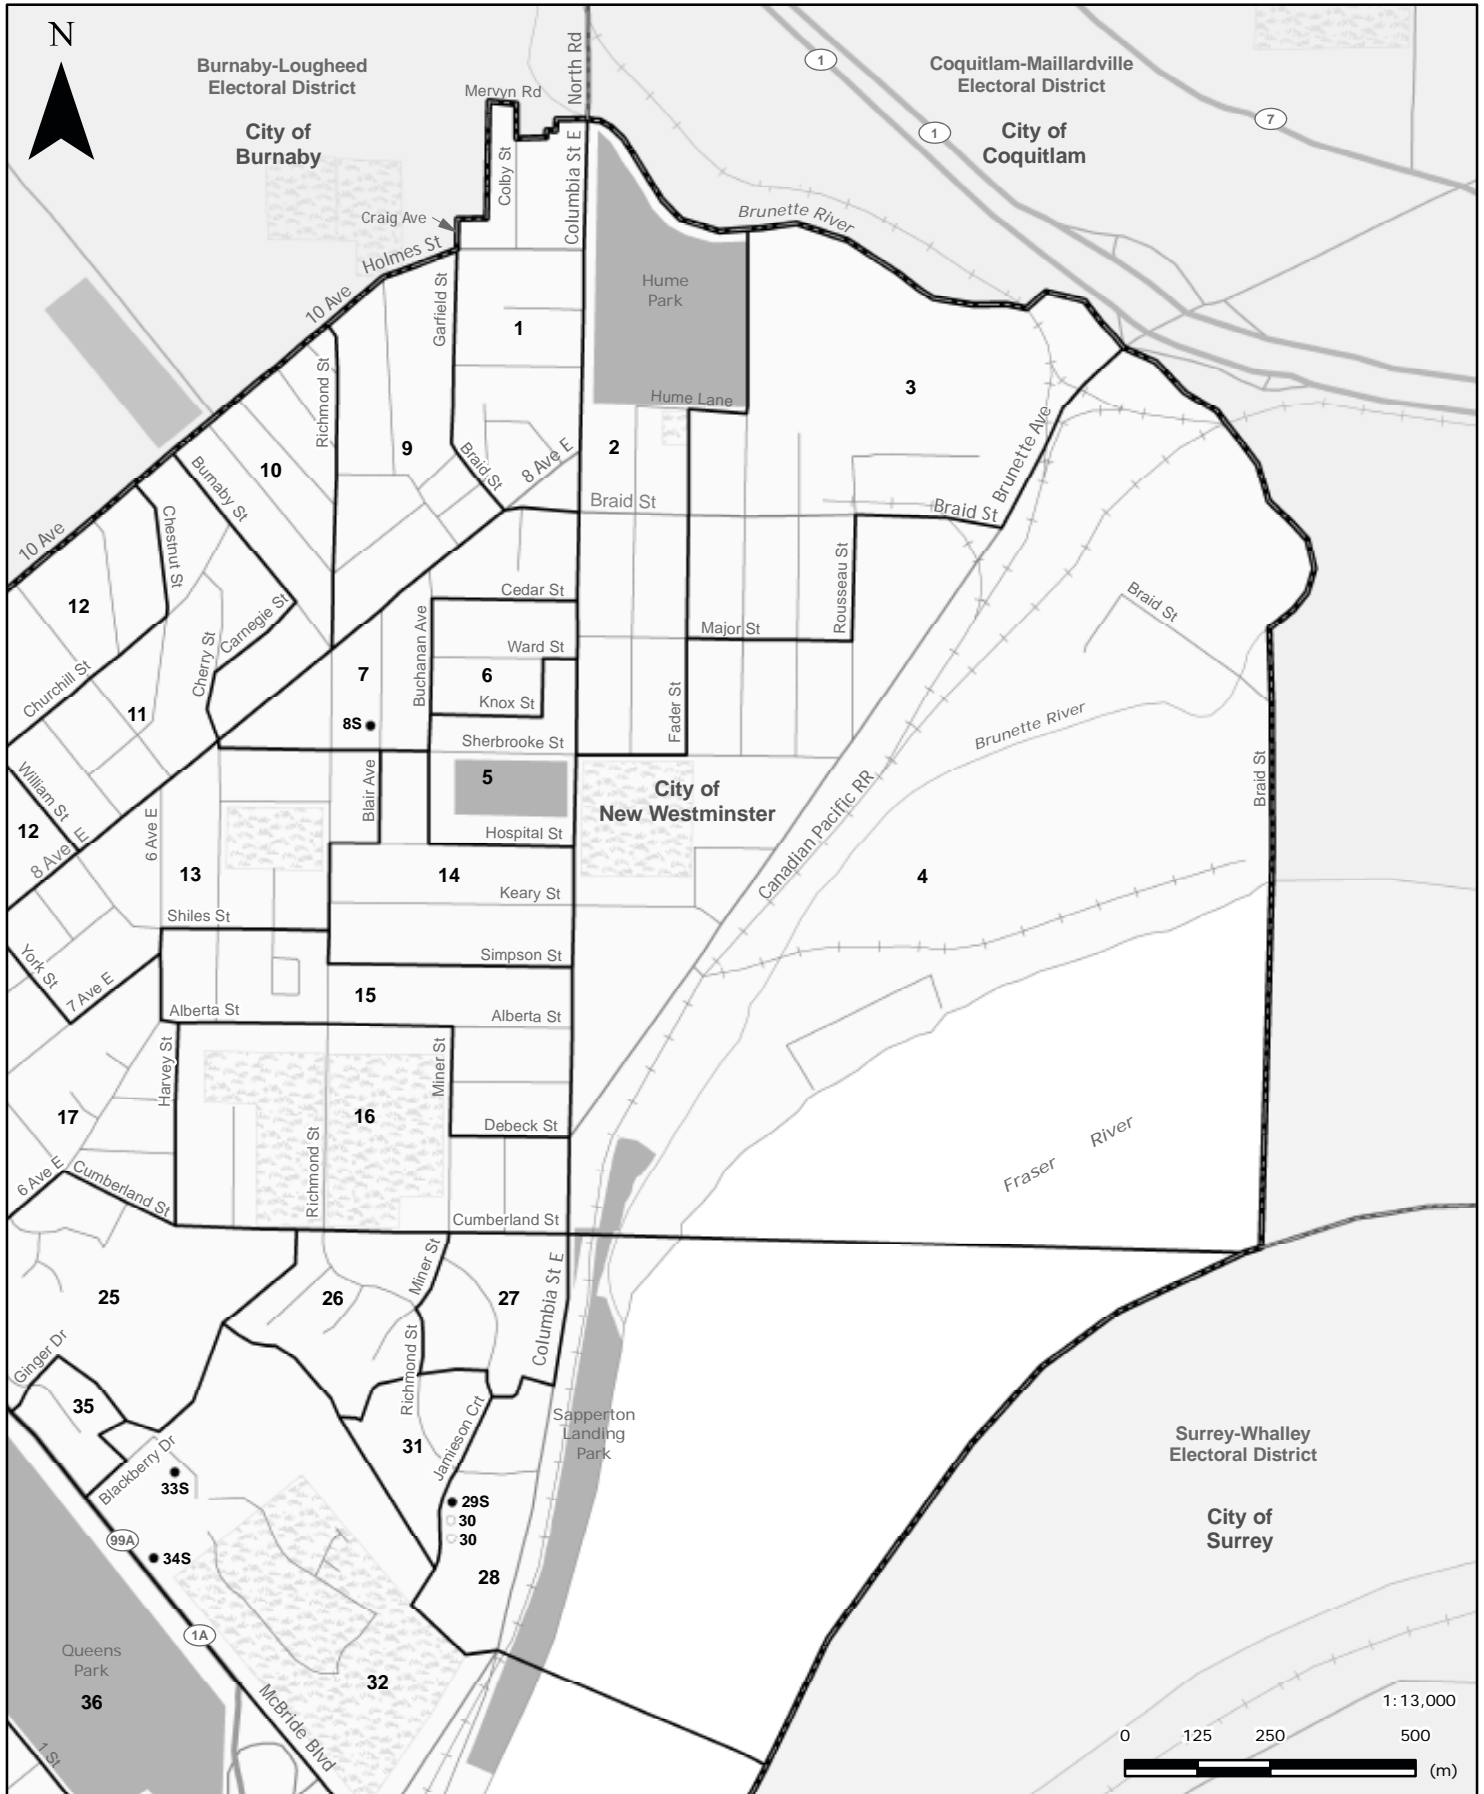 N
Burnaby-Lougheed
Electoral District
City of
Burnaby
Mervyn Rd
North Rd
1
Coquitlam-Maillardville
Electoral District
City of
Coquitlam
1
7
Colby St
Columbia St E
Craig Ave
Holmes St
10 Ave
Brunette River
Hume
Park
Garfield St
1
Richmond St
Hume Lane
3
9
2
10
Braid St
8 Ave E
Brunette Ave
Burnaby St
Braid St
Braid St
10 Ave
Chestnut St
Rousseau St
Cedar St
Braid St
12
Carnegie St
Buchanan Ave
Ward St
Major St
Cherry St
7
6
Churchill St
Knox St
Fader St
11
8S
Brunette River
Sherbrooke St
William St
5
Blair Ave
City of
New Westminster
Braid St
12
6 Ave E
Hospital St
8 Ave E
Canadian Pacific RR
13
14
Keary St
4
Shiles St
York St
Simpson St
7 Ave E
15
Alberta St
Alberta St
Harvey St
Miner St
17
16
Debeck St
Fraser River
Richmond St
6 Ave E
Cumberland St
Cumberland St
Miner St
25
26
27
Columbia St E
Ginger Dr
Richmond St
35
Jamieson Crt
Sapperton
Landing
Park
31
Surrey-Whalley
Electoral District
Blackberry Dr
33S
29S
30
30
City of
Surrey
99A
34S
28
1A
Queens
Park
36
32
McBride Blvd
1 St
1:13,000
0 125 250 500
(m)